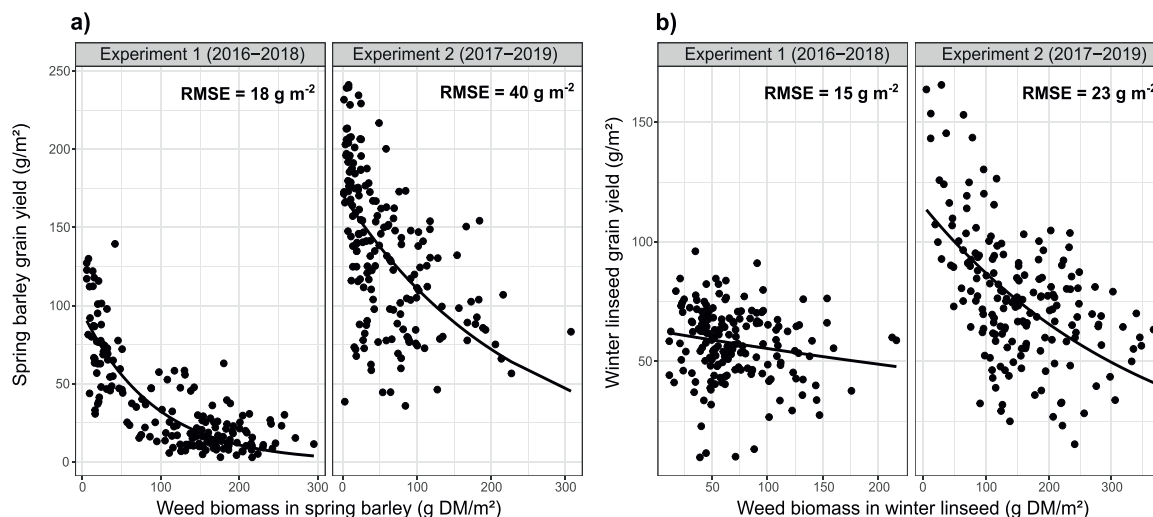 a)
Experiment 1 (2016–2018)
Experiment 2 (2017–2019)
RMSE = 18 g m⁻²
RMSE = 40 g m⁻²
Spring barley grain yield (g/m²)
250
200
150
100
50
0
0
100
200
300
0
100
200
300
Weed biomass in spring barley (g DM/m²)
b)
Experiment 1 (2016–2018)
Experiment 2 (2017–2019)
RMSE = 15 g m⁻²
RMSE = 23 g m⁻²
Winter linseed grain yield (g/m²)
150
100
50
50
100
150
200
0
100
200
300
Weed biomass in winter linseed (g DM/m²)